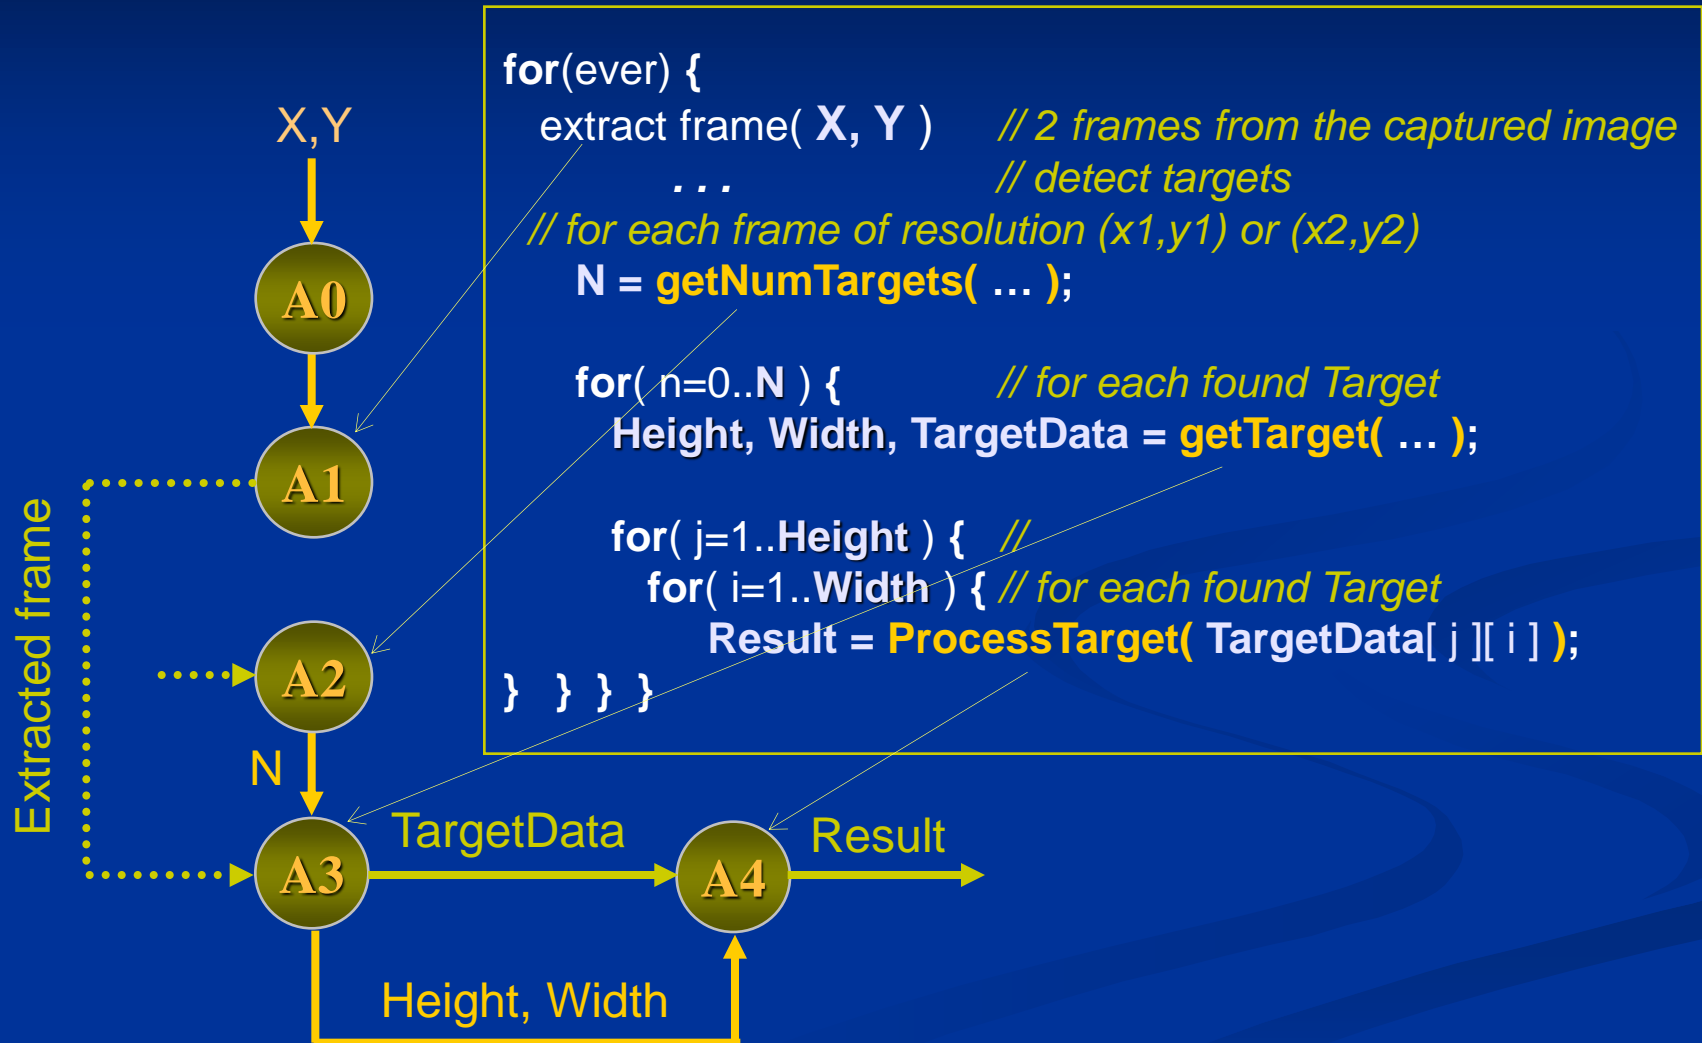 for(ever) {
extract frame( X, Y ) // 2 frames from the captured image
. . . // detect targets
// for each frame of resolution (x1,y1) or (x2,y2)
N = getNumTargets( … );
for( n=0..N ) { // for each found Target
Height, Width, TargetData = getTarget( … );
for( j=1..Height ) { //
for( i=1..Width ) { // for each found Target
Result = ProcessTarget( TargetData[ j ][ i ] );
} } } }
X,Y
A0
A1
Extracted frame
A2
N
A3
TargetData
A4
Result
Height, Width